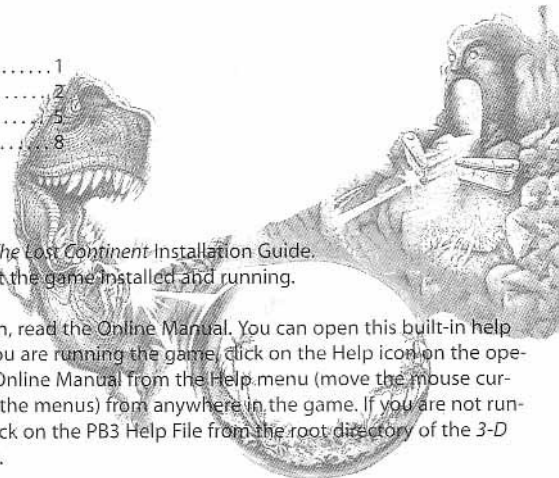 ......1
.......2
.......5
......8
The Lost Continent Installation Guide.
t the game installed and running.
n, read the Online Manual. You can open this built-in help
ou are running the game, click on the Help icon on the ope-
Online Manual from the Help menu (move the mouse cur-
the menus) from anywhere in the game. If you are not run-
ck on the PB3 Help File from the root directory of the 3-D
.